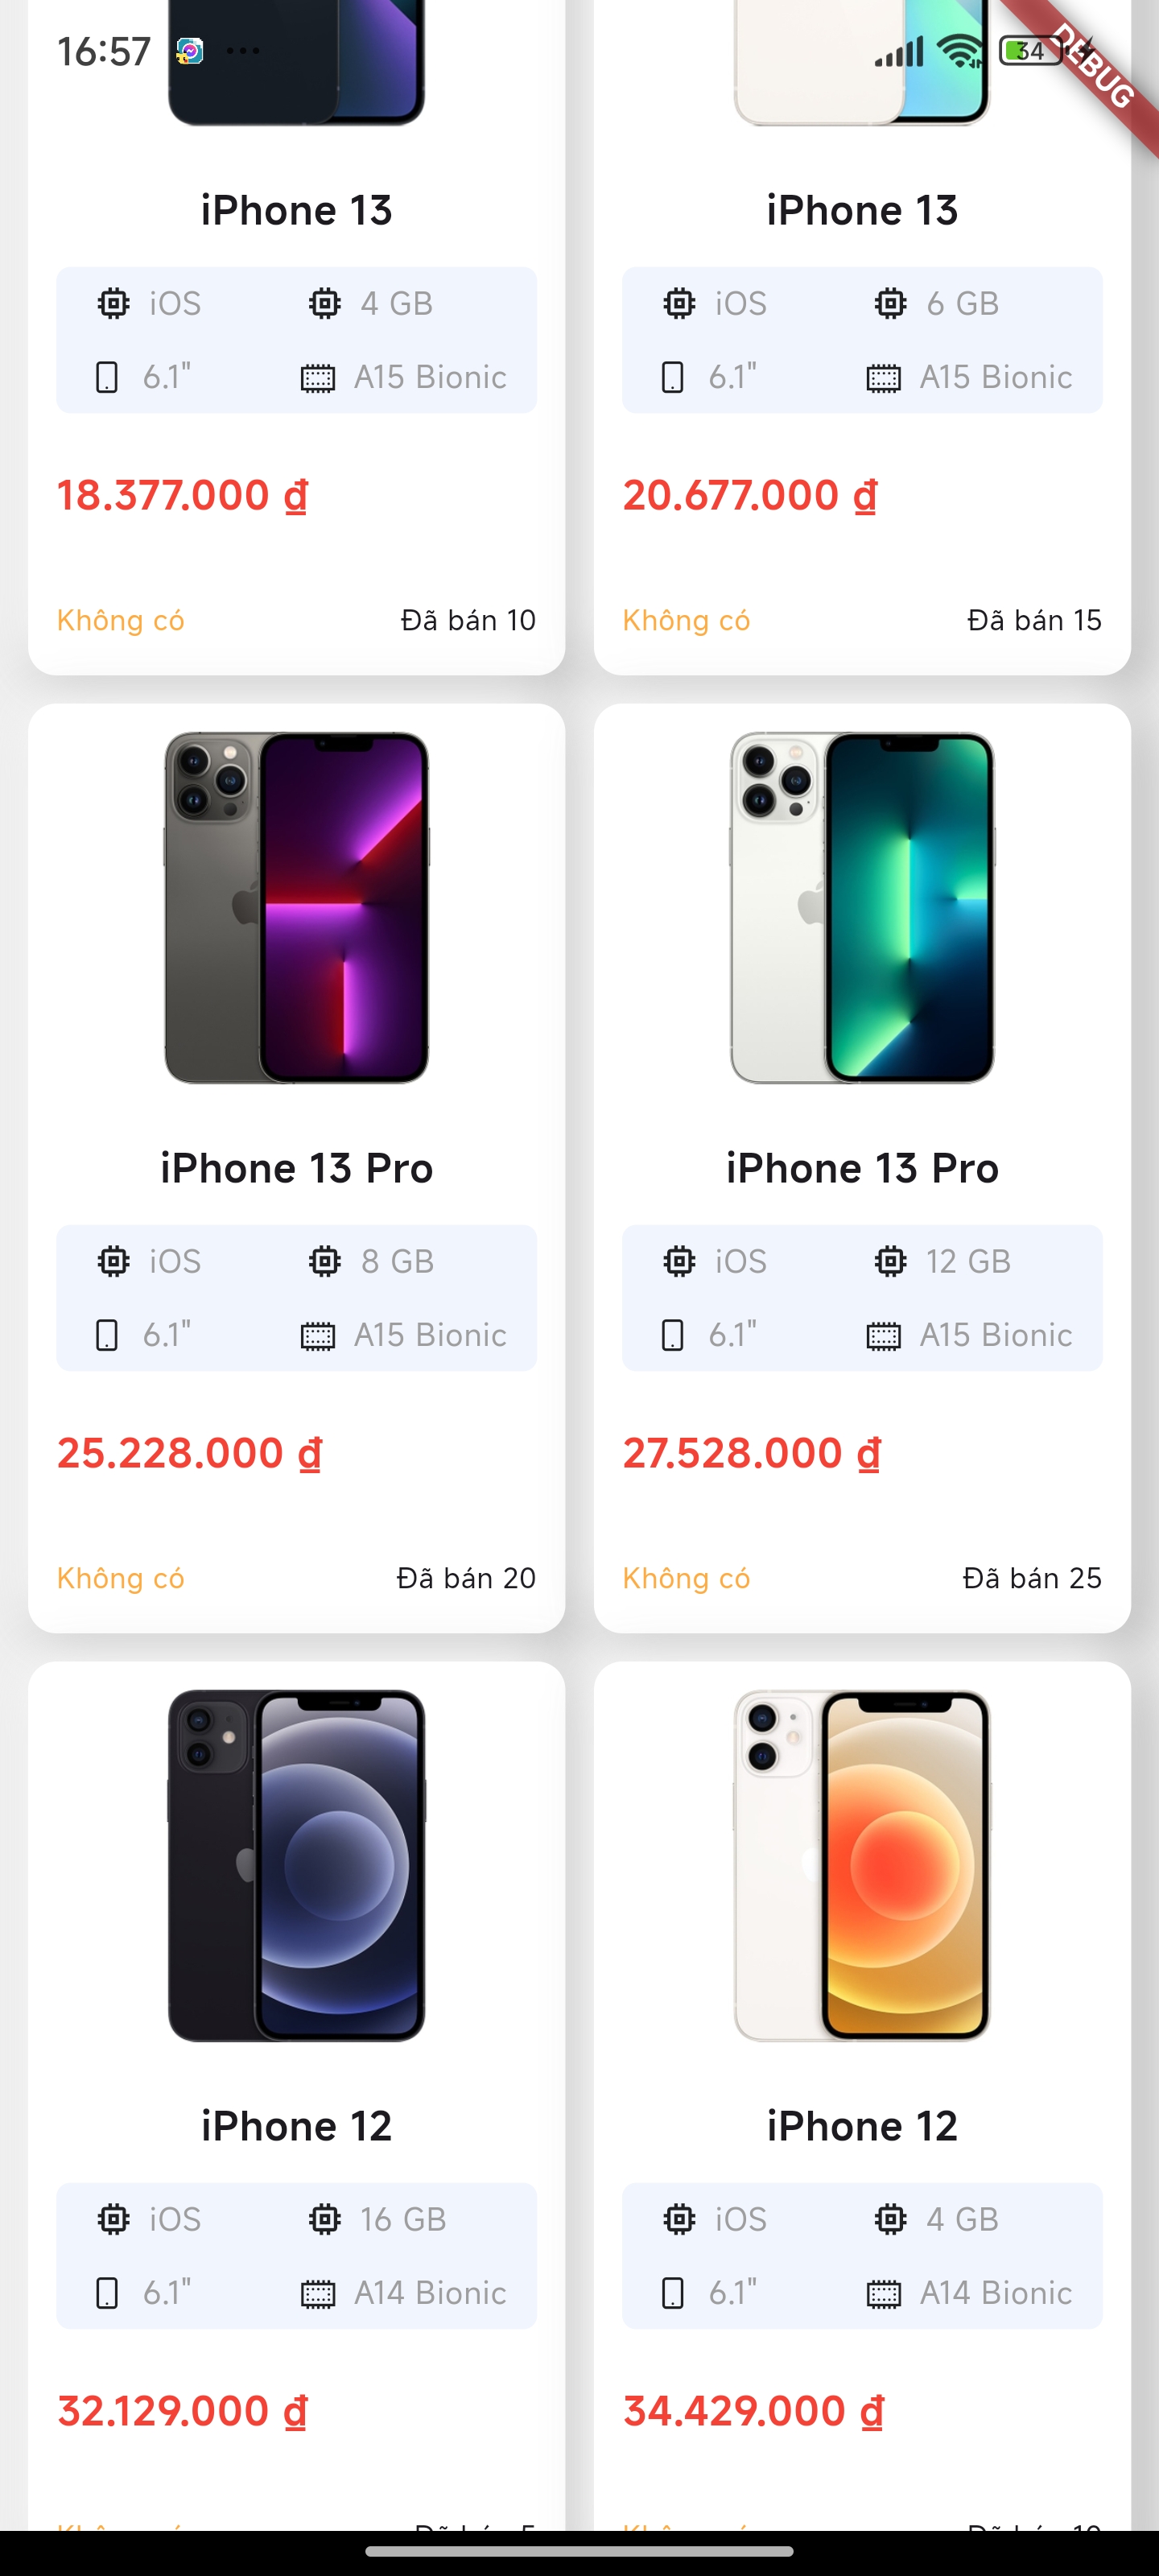 16:57 ... 34
DEBUG
iPhone 13
iOS 4 GB
6.1" A15 Bionic
18.377.000 ₫
Không có Đã bán 10
iPhone 13
iOS 6 GB
6.1" A15 Bionic
20.677.000 ₫
Không có Đã bán 15
iPhone 13 Pro
iOS 8 GB
6.1" A15 Bionic
25.228.000 ₫
Không có Đã bán 20
iPhone 13 Pro
iOS 12 GB
6.1" A15 Bionic
27.528.000 ₫
Không có Đã bán 25
iPhone 12
iOS 16 GB
6.1" A14 Bionic
32.129.000 ₫
iPhone 12
iOS 4 GB
6.1" A14 Bionic
34.429.000 ₫